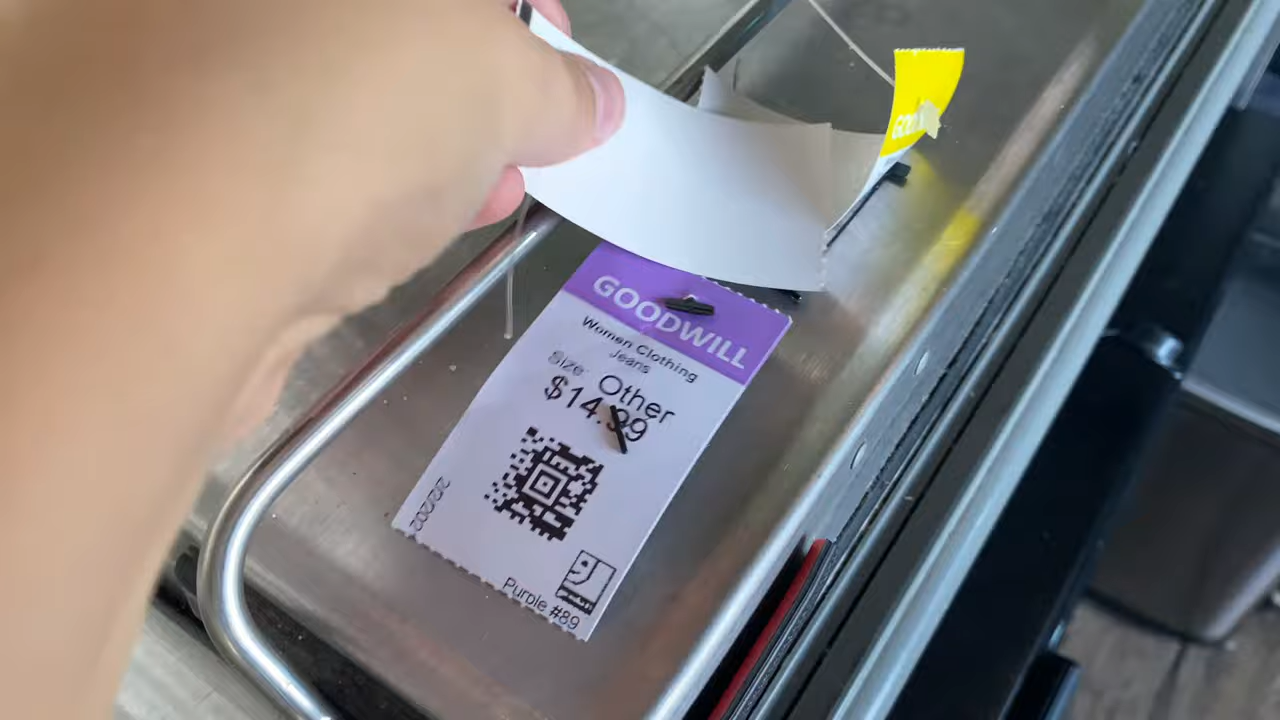 GOODWILL
Women Clothing
Jeans
Size: Other
$14.99
Purple #89